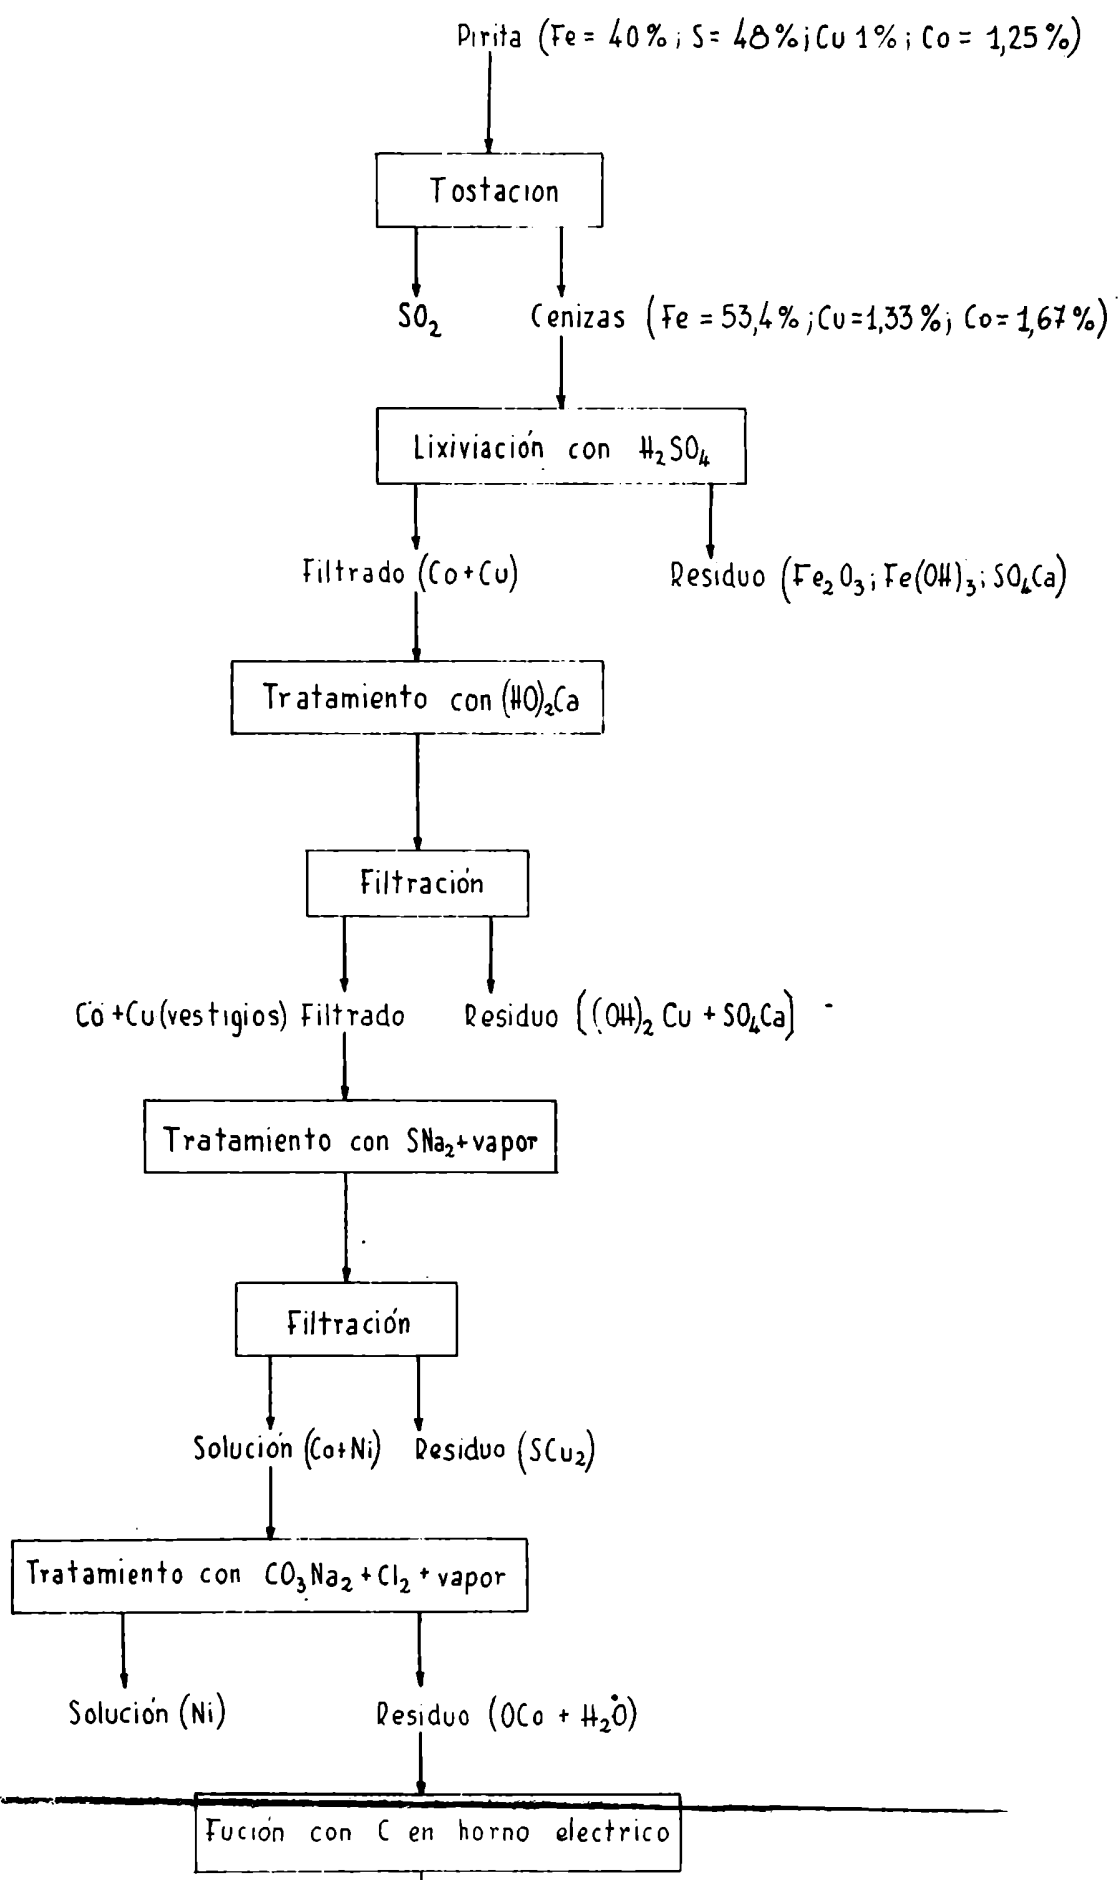 Pirita (Fe = 40%; S = 48%; Cu 1%; Co = 1,25%)
Tostacion
SO₂ Cenizas (Fe = 53,4%; Cu=1,33%; Co= 1,67%)
Lixiviación con H₂SO₄
Filtrado (Co+Cu) Residuo (Fe₂O₃; Fe(OH)₃; SO₄Ca)
Tratamiento con (HO)₂Ca
Filtración
Co+Cu (vestigios) Filtrado Residuo ((OH)₂ Cu + SO₄Ca)
Tratamiento con SNa₂+vapor
Filtración
Solución (Co+Ni) Residuo (SCu₂)
Tratamiento con CO₃Na₂ + Cl₂ + vapor
Solución (Ni) Residuo (OCo + H₂O)
Fución con C en horno electrico